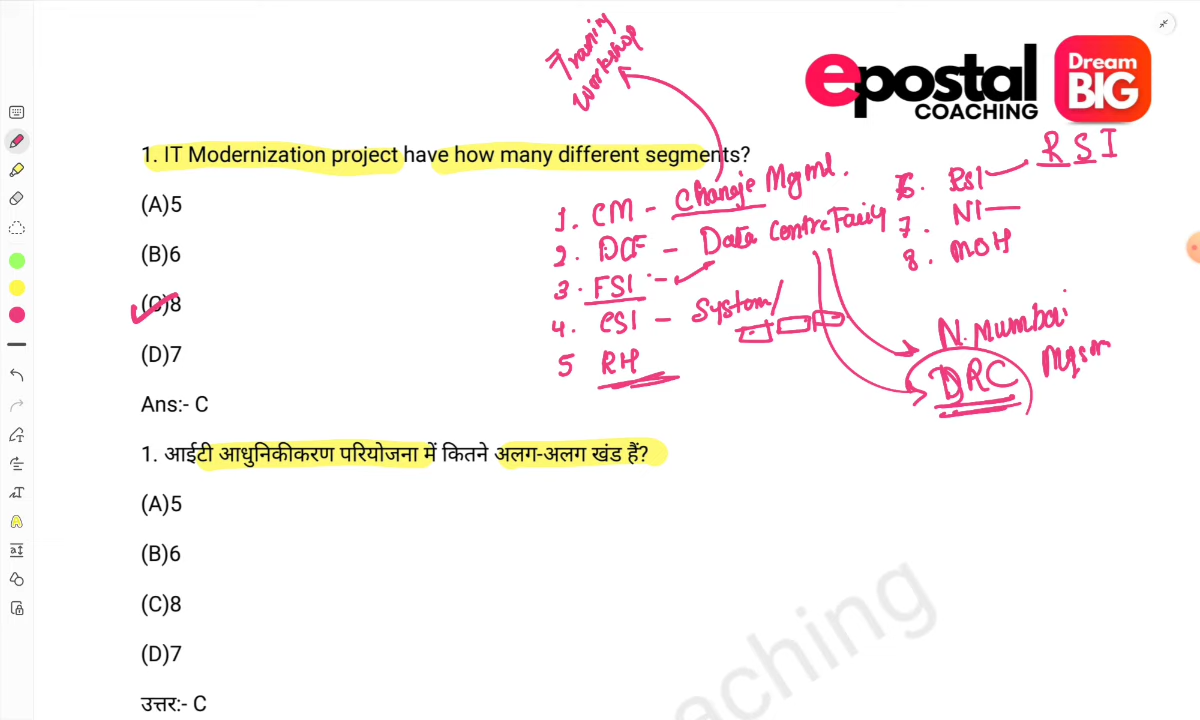 Training
Workshop
epostal
COACHING
Dream
BIG
1. IT Modernization project have how many different segments?
(A)5
(B)6
(C)8
(D)7
Ans:- C
1. CM - Change Mgmt.
2. DCF - Data Centre
3. FSI -
4. CSI - System/
5 RH
6. RSI RSI
7. NI
8. MDH
N. Mumbai
DRC
1. आईटी आधुनिकीकरण परियोजना में कितने अलग-अलग खंड हैं?
(A)5
(B)6
(C)8
(D)7
उत्तर:- C
aching